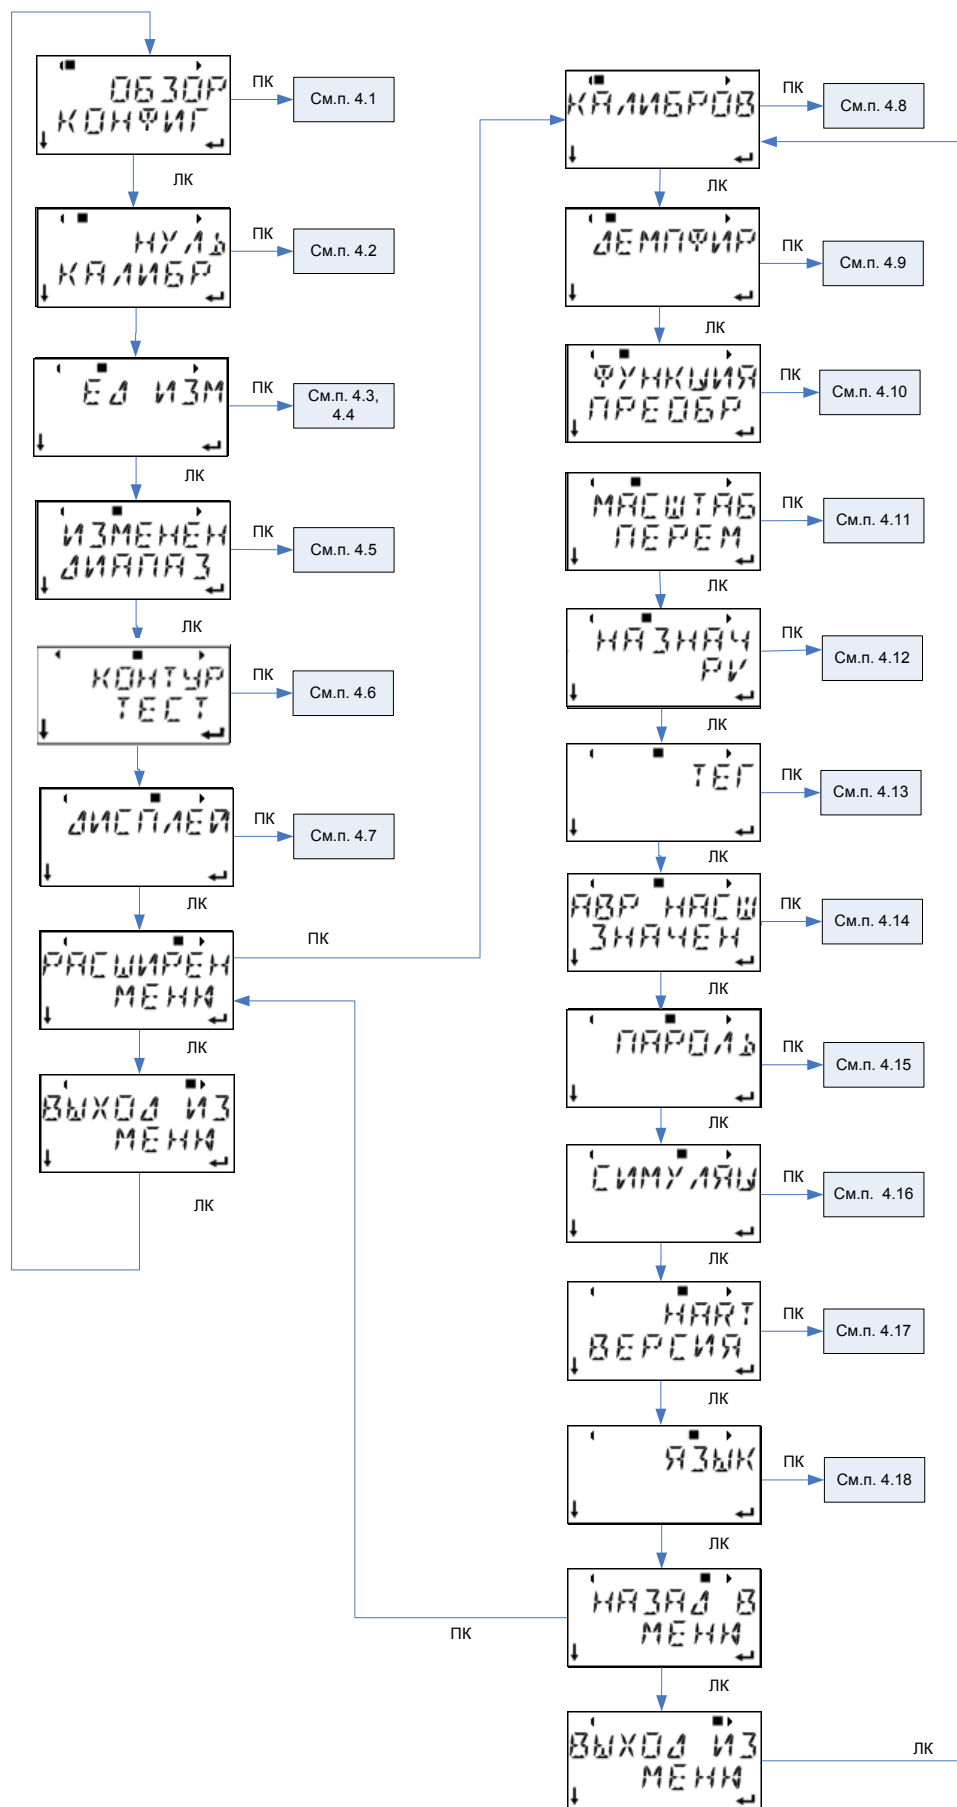 ОБЗОР
КОНФИГ
ПК
См.п. 4.1
ЛК
НУЛЬ
КАЛИБР
ПК
См.п. 4.2
ЕД ИЗМ
ПК
См.п. 4.3,
4.4
ЛК
ИЗМЕНЕН
ДИАПАЗ
ПК
См.п. 4.5
ЛК
КОНТУР
ТЕСТ
ПК
См.п. 4.6
ДИСПЛЕЙ
ПК
См.п. 4.7
ЛК
РАСШИРЕН
МЕНЮ
ПК
ЛК
ВЫХОД ИЗ
МЕНЮ
ЛК
КАЛИБРОВ
ПК
См.п. 4.8
ЛК
ДЕМПФИР
ПК
См.п. 4.9
ЛК
ФУНКЦИЯ
ПРЕОБР
ПК
См.п. 4.10
МАСШТАБ
ПЕРЕМ
ПК
См.п. 4.11
ЛК
НАЗНАЧ
PV
ПК
См.п. 4.12
ЛК
ТЕГ
ПК
См.п. 4.13
ЛК
АВР НАСШ
ЗНАЧЕН
ПК
См.п. 4.14
ЛК
ПАРОЛЬ
ПК
См.п. 4.15
ЛК
СИМУЛЯЦ
ПК
См.п. 4.16
ЛК
HART
ВЕРСИЯ
ПК
См.п. 4.17
ЛК
ЯЗЫК
ПК
См.п. 4.18
ЛК
НАЗАД В
МЕНЮ
ПК
ЛК
ВЫХОД ИЗ
МЕНЮ
ЛК